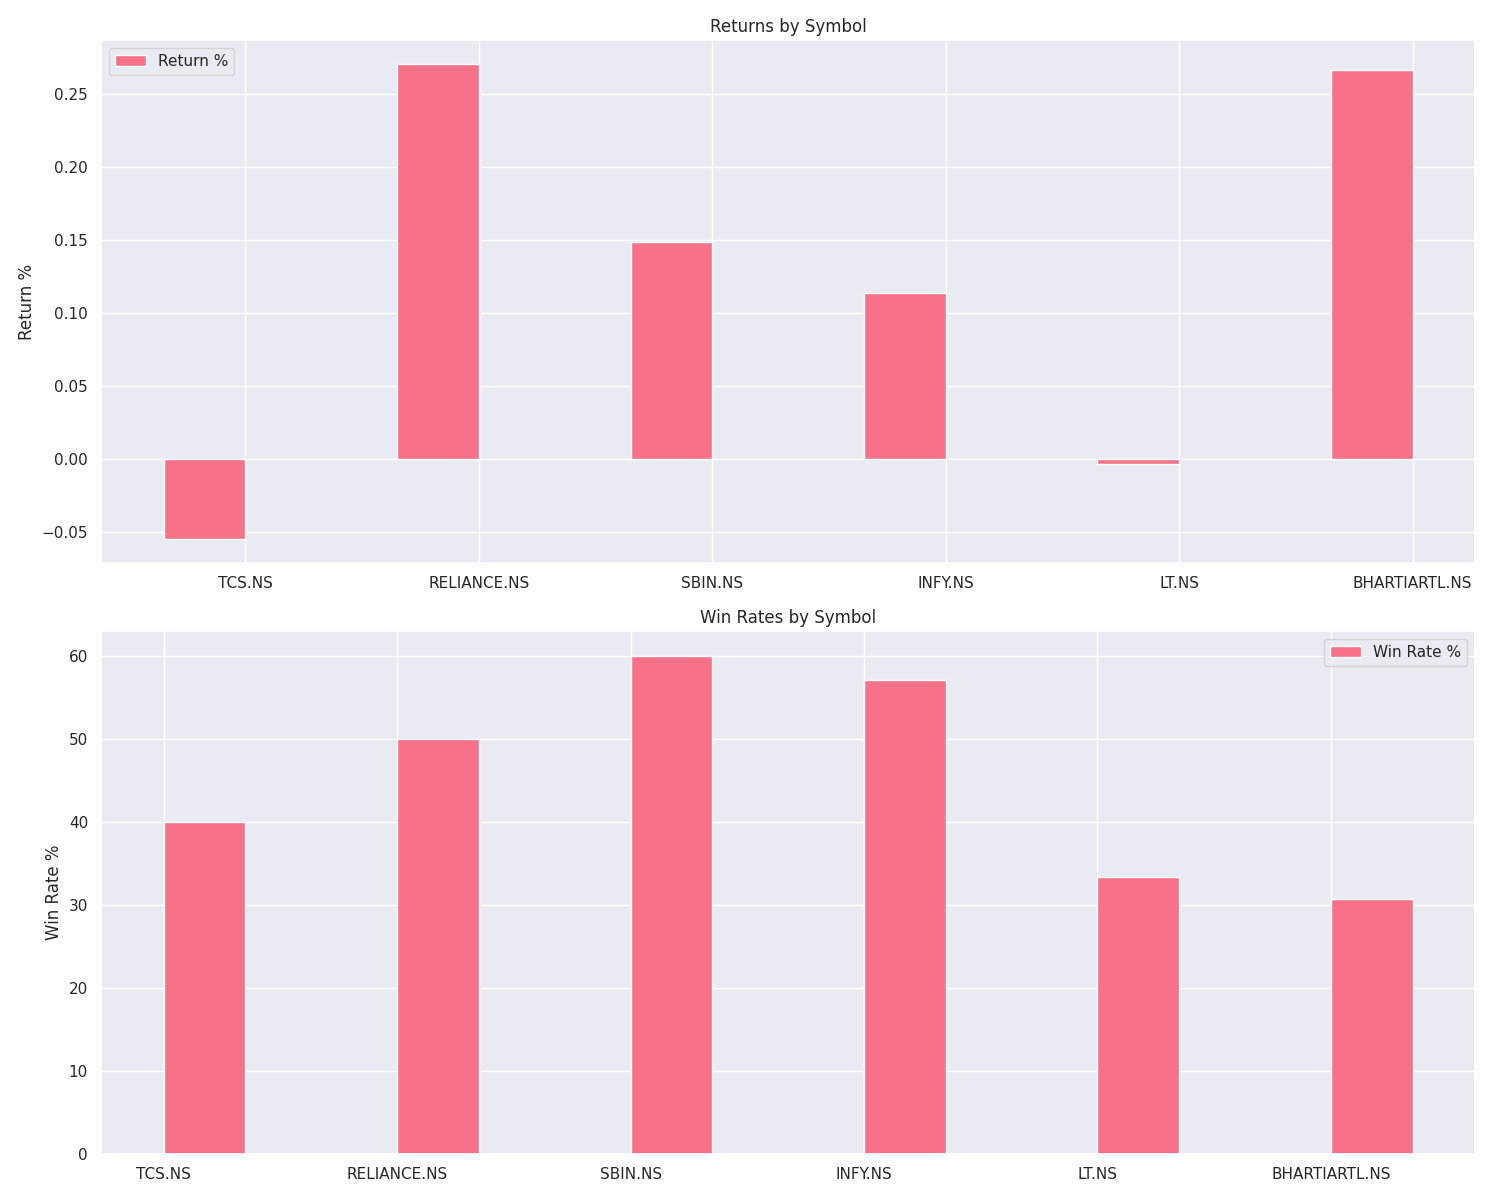 Returns by Symbol
Return %
Return %
0.25
0.20
0.15
0.10
0.05
0.00
−0.05
TCS.NS RELIANCE.NS SBIN.NS INFY.NS LT.NS BHARTIARTL.NS
Win Rates by Symbol
Win Rate %
Win Rate %
60
50
40
30
20
10
0
TCS.NS RELIANCE.NS SBIN.NS INFY.NS LT.NS BHARTIARTL.NS